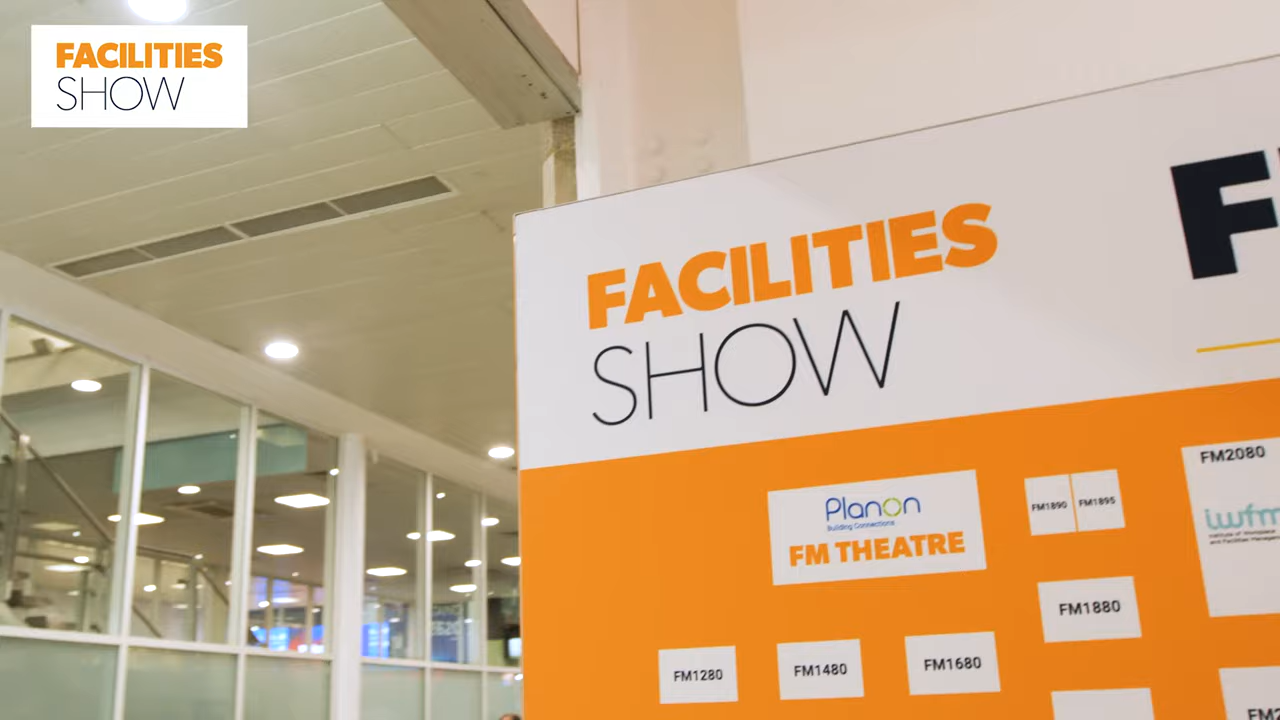 FACILITIES
SHOW
FACILITIES
SHOW
Planon
Building Connections
FM THEATRE
FM1890
FM1895
FM2080
iwfm
FM1880
FM1280
FM1480
FM1680